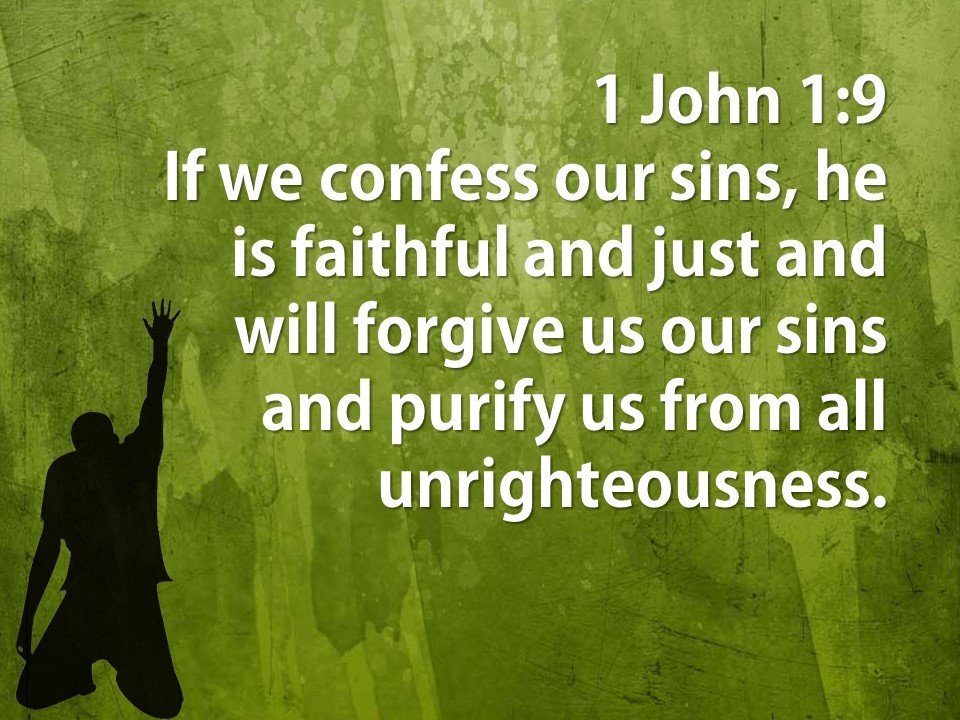 1 John 1:9
If we confess our sins, he
is faithful and just and
will forgive us our sins
and purify us from all
unrighteousness.